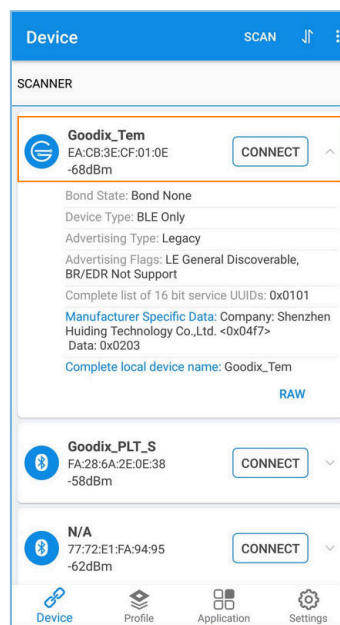 Device
SCAN
SCANNER
Goodix_Tem
EA:CB:3E:CF:01:0E
-68dBm
CONNECT
Bond State: Bond None
Device Type: BLE Only
Advertising Type: Legacy
Advertising Flags: LE General Discoverable,
BR/EDR Not Support
Complete list of 16 bit service UUIDs: 0x0101
Manufacturer Specific Data: Company: Shenzhen
Huiding Technology Co.,Ltd. <0x04f7>
Data: 0x0203
Complete local device name: Goodix_Tem
RAW
Goodix_PLT_S
FA:28:6A:2E:0E:38
-58dBm
CONNECT
N/A
77:72:E1:FA:94:95
-62dBm
CONNECT
Device
Profile
Application
Settings